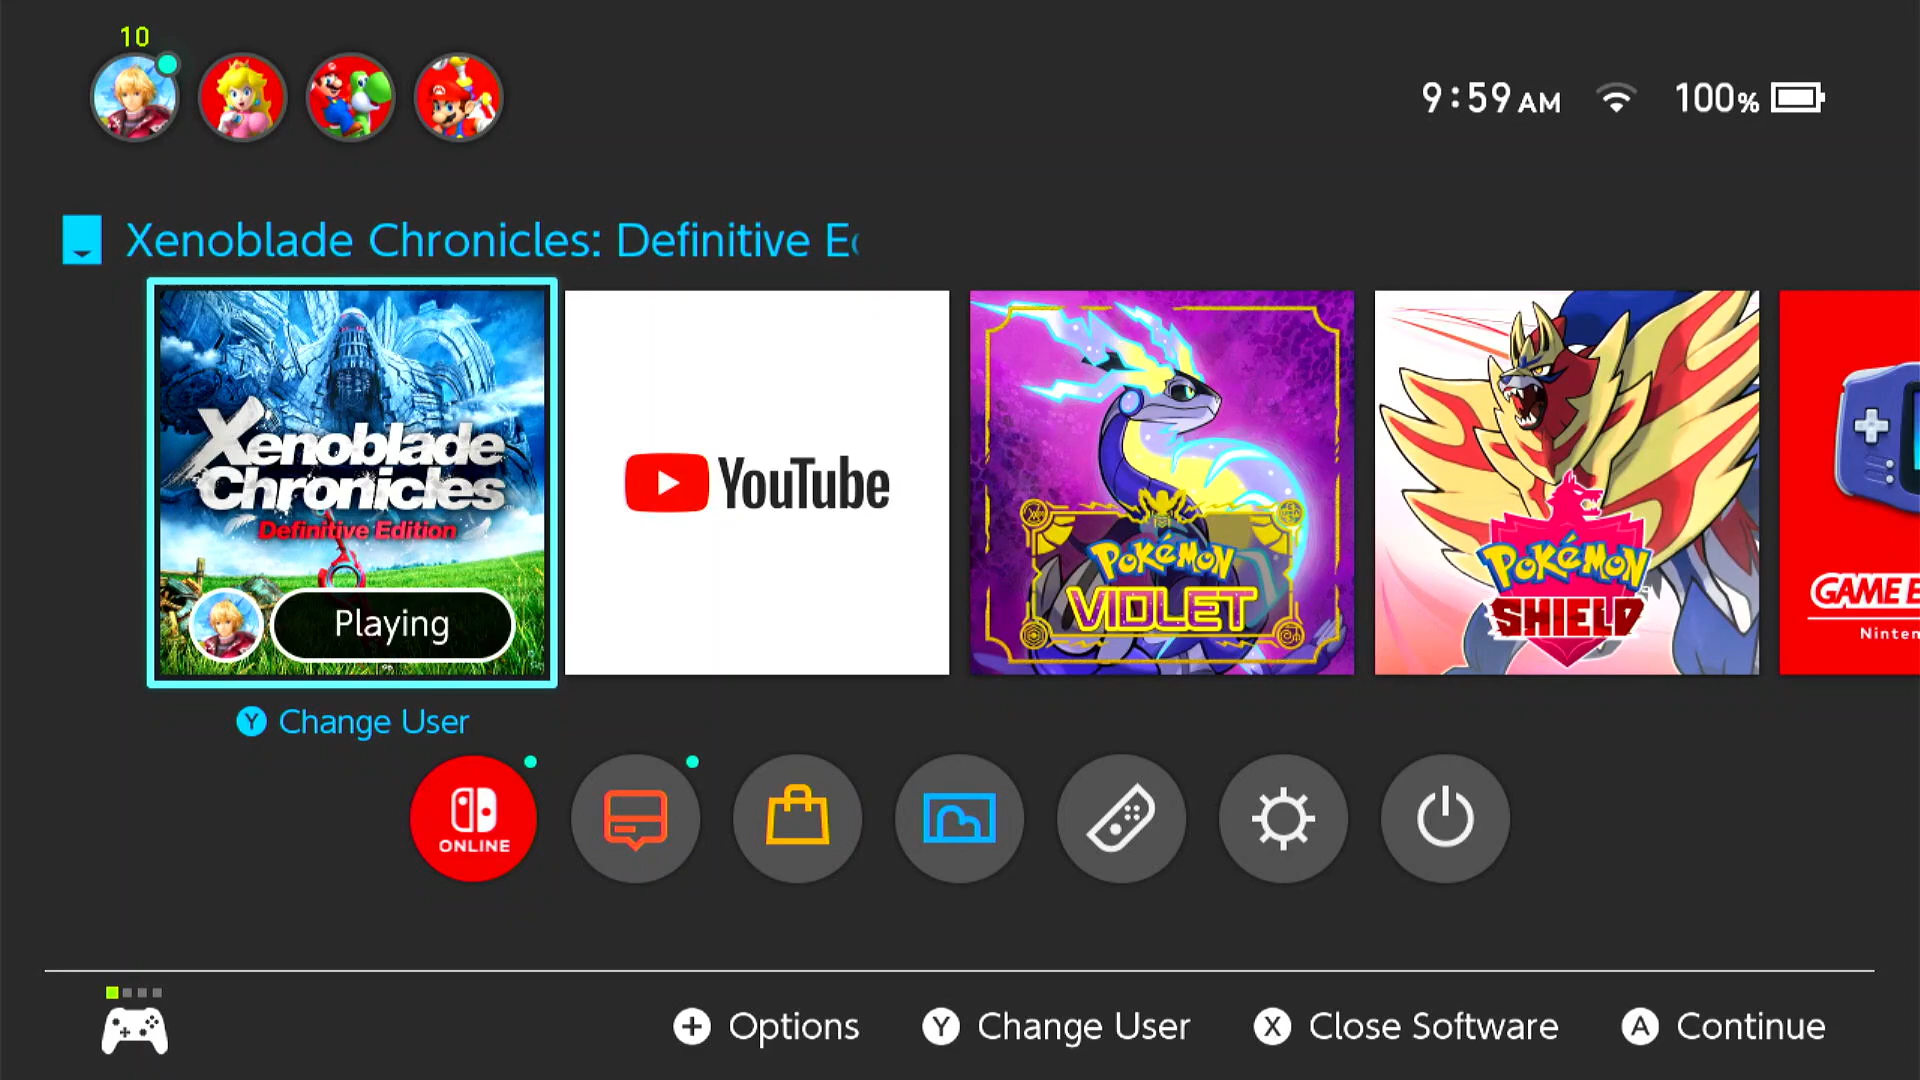 10
9:59 AM
100%
Xenoblade Chronicles: Definitive
Xenoblade
Chronicles
Definitive Edition
Playing
YouTube
POKéMON
VIOLET
POKéMON
SHIELD
GAME
Y Change User
ONLINE
+ Options
Y Change User
X Close Software
A Continue